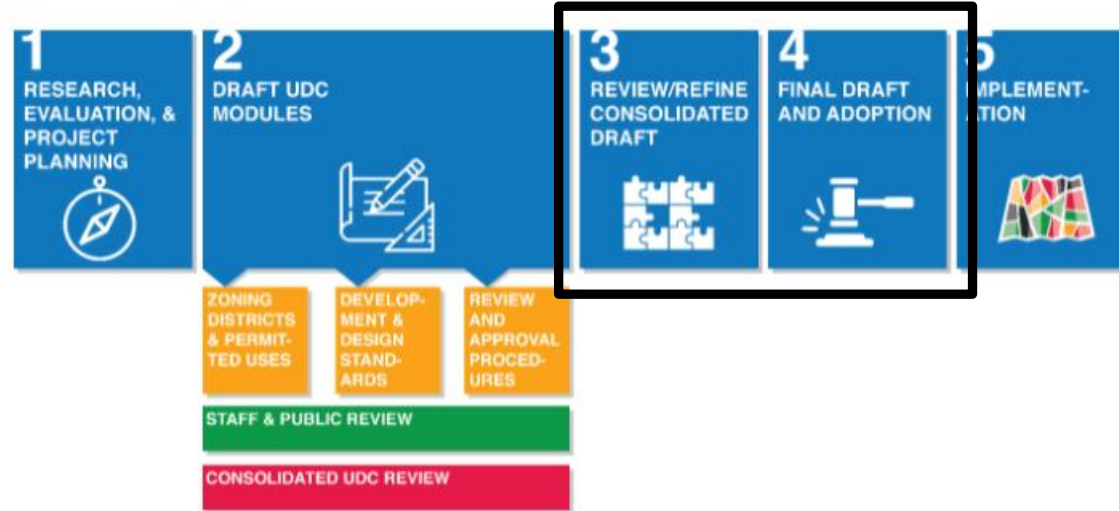 1
RESEARCH,
EVALUATION, &
PROJECT
PLANNING
2
DRAFT UDC
MODULES
3
REVIEW/REFINE
CONSOLIDATED
DRAFT
4
FINAL DRAFT
AND ADOPTION
5
IMPLEMENT-
ATION
ZONING
DISTRICTS
& PERMIT-
TED USES
DEVELOP-
MENT &
DESIGN
STAND-
ARDS
REVIEW
AND
APPROVAL
PROCED-
URES
STAFF & PUBLIC REVIEW
CONSOLIDATED UDC REVIEW